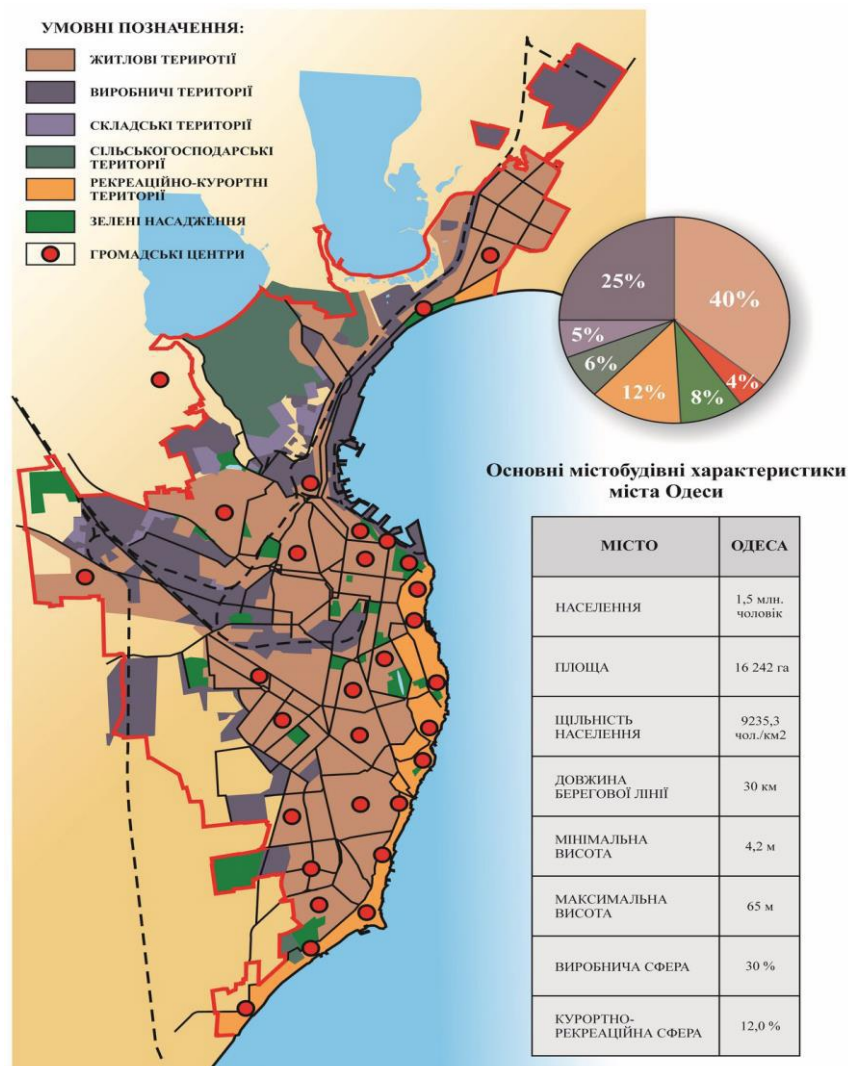 УМОВНІ ПОЗНАЧЕННЯ:
ЖИТЛОВІ ТЕРИРОТІЇ
ВИРОБНИЧІ ТЕРИТОРІЇ
СКЛАДСЬКІ ТЕРИТОРІЇ
СІЛЬСЬКОГОСПОДАРСЬКІ
ТЕРИТОРІЇ
РЕКРЕАЦІЙНО-КУРОРТНІ
ТЕРИТОРІЇ
ЗЕЛЕНІ НАСАДЖЕННЯ
ГРОМАДСЬКІ ЦЕНТРИ
25%
40%
5%
6%
12%
8%
4%
Основні містобудівні характеристики
міста Одеси
МІСТО
ОДЕСА
НАСЕЛЕННЯ
1,5 млн.
чоловік
ПЛОЩА
16 242 га
ЩІЛЬНІСТЬ
НАСЕЛЕННЯ
9235,3
чол./км2
ДОВЖИНА
БЕРЕГОВОЇ ЛІНІЇ
30 км
МІНІМАЛЬНА
ВИСОТА
4,2 м
МАКСИМАЛЬНА
ВИСОТА
65 м
ВИРОБНИЧА СФЕРА
30 %
КУРОРТНО-
РЕКРЕАЦІЙНА СФЕРА
12,0 %